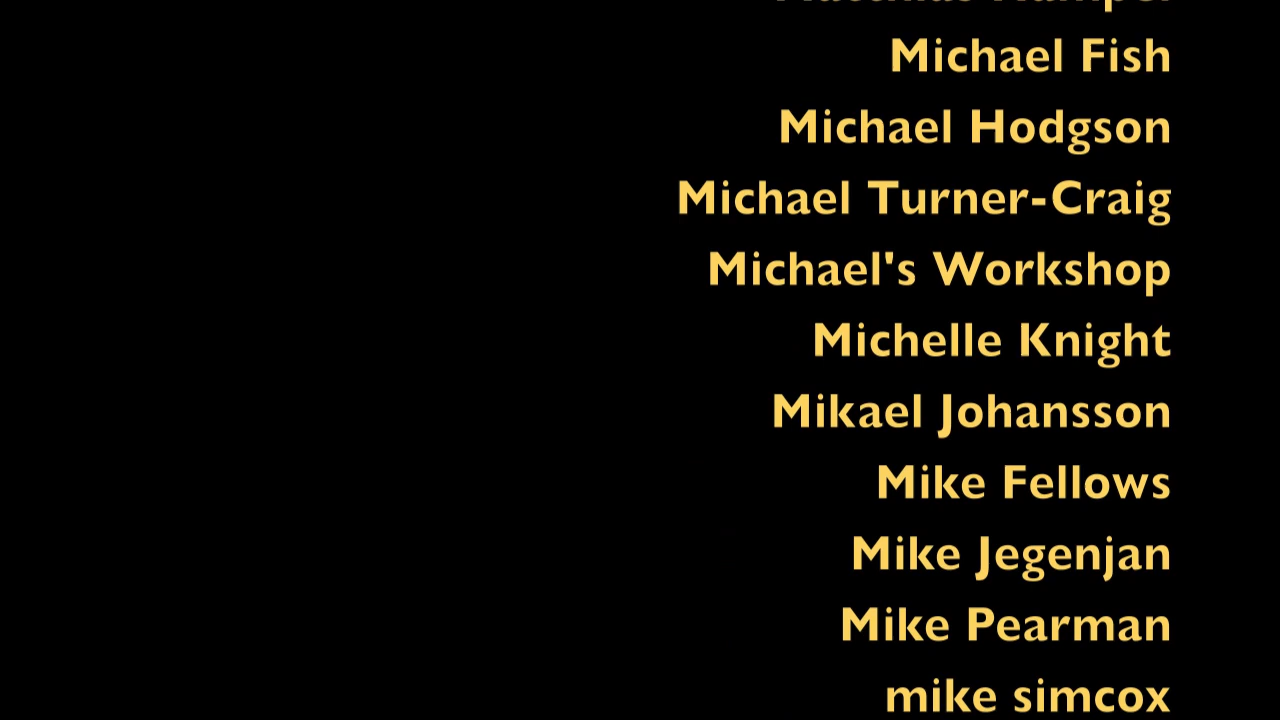 Michael Fish
Michael Hodgson
Michael Turner-Craig
Michael's Workshop
Michelle Knight
Mikael Johansson
Mike Fellows
Mike Jegenjan
Mike Pearman
mike simcox